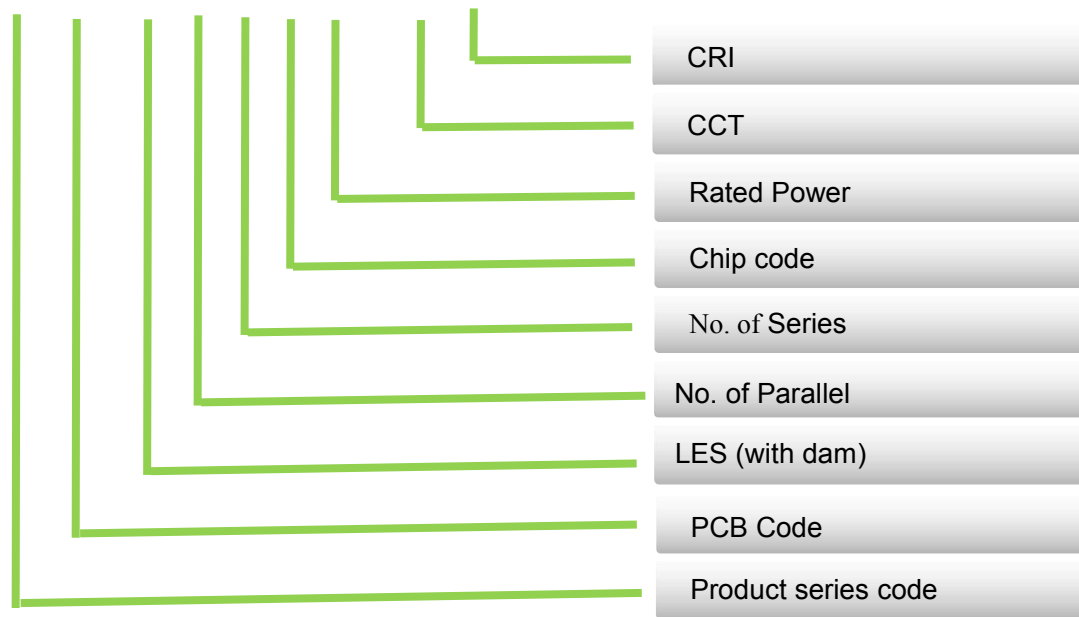 CRI
CCT
Rated Power
Chip code
No. of Series
No. of Parallel
LES (with dam)
PCB Code
Product series code